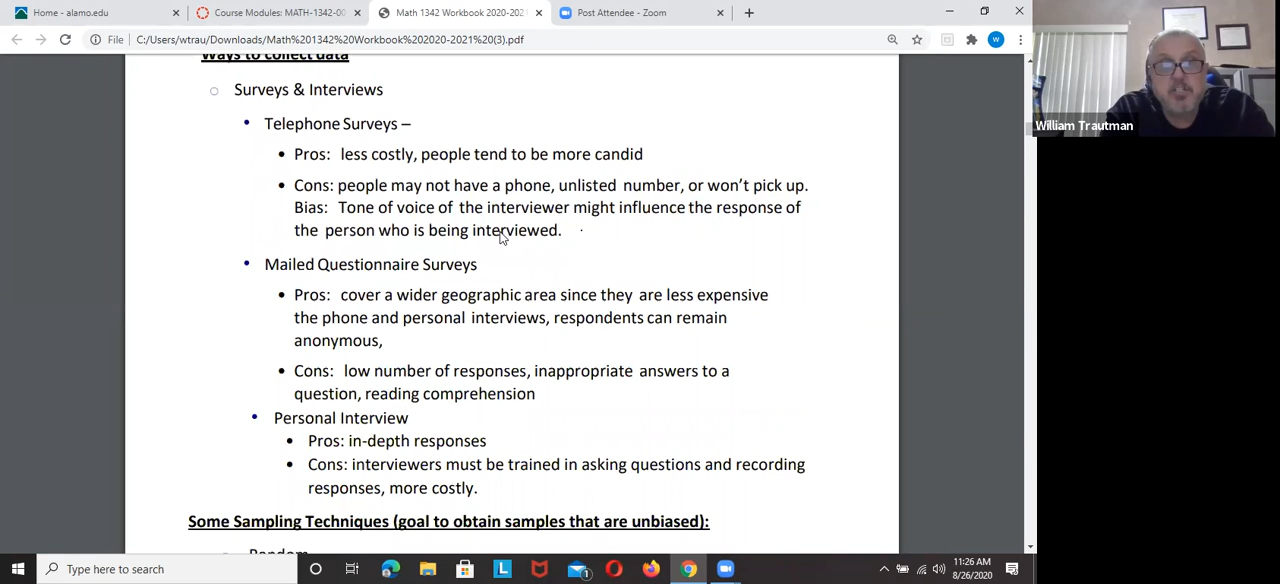 Home - alamo.edu
Course Modules: MATH-1342-00
Math 1342 Workbook 2020-202
Post Attendee - Zoom
File
C:/Users/wtrau/Downloads/Math%201342%20Workbook%202020-2021%20(3).pdf
W
Ways to collect data
Surveys & Interviews
Telephone Surveys –
Pros: less costly, people tend to be more candid
Cons: people may not have a phone, unlisted number, or won't pick up.
Bias: Tone of voice of the interviewer might influence the response of
the person who is being interviewed.
Mailed Questionnaire Surveys
Pros: cover a wider geographic area since they are less expensive
the phone and personal interviews, respondents can remain
anonymous,
Cons: low number of responses, inappropriate answers to a
question, reading comprehension
Personal Interview
Pros: in-depth responses
Cons: interviewers must be trained in asking questions and recording
responses, more costly.
Some Sampling Techniques (goal to obtain samples that are unbiased):
Random
William Trautman
Type here to search
L
1
11:26 AM
8/26/2020